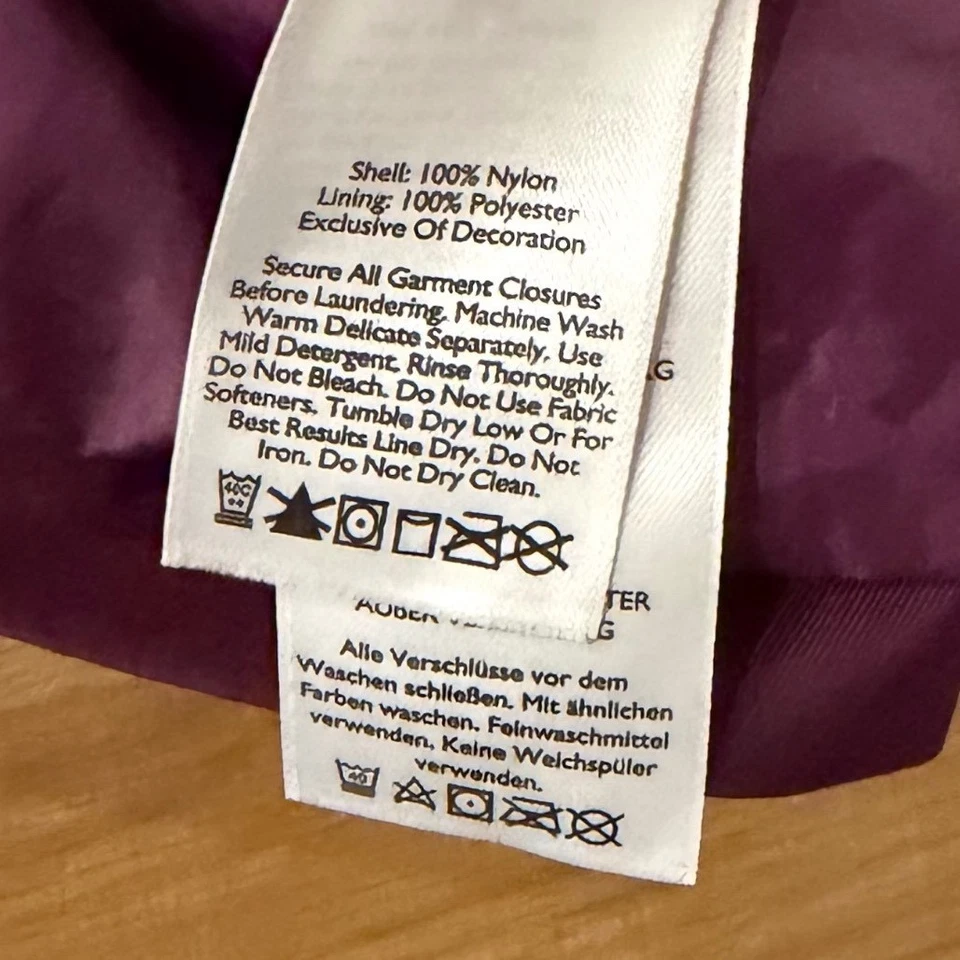 Shell: 100% Nylon
Lining: 100% Polyester
Exclusive Of Decoration
Secure All Garment Closures
Before Laundering. Machine Wash
Warm Delicate Separately. Use
Mild Detergent. Rinse Thoroughly.
Do Not Bleach. Do Not Use Fabric
Softeners. Tumble Dry Low Or For
Best Results Line Dry. Do Not
Iron. Do Not Dry Clean.
40C
Alle Verschlüsse vor dem
Waschen schließen. Mit ähnlichen
Farben waschen. Feinwaschmittel
verwenden. Keine Weichspüler
verwenden.
40